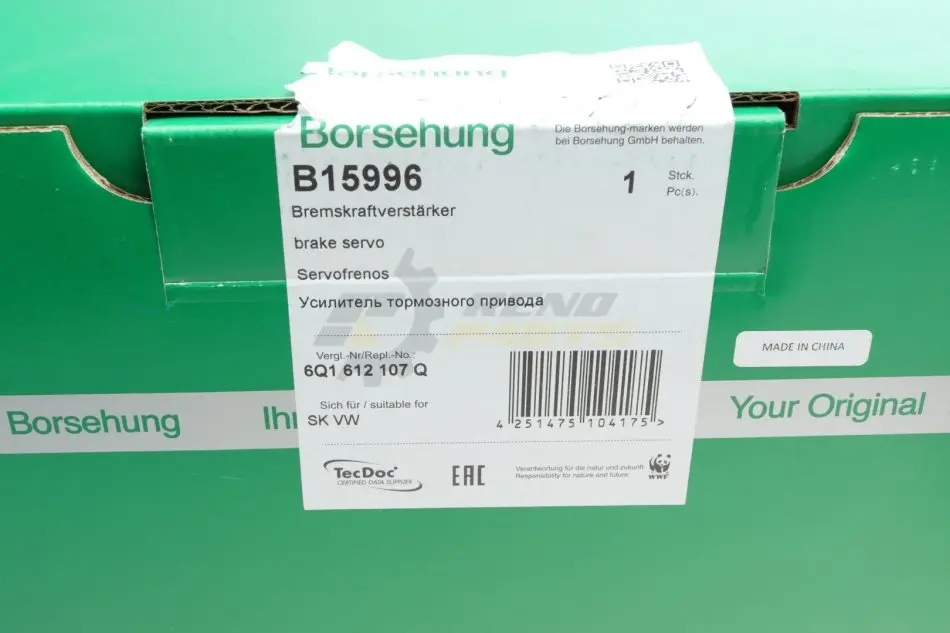 Borsehung
Borsehung
Die Borsehung-marken werden
bei Borsehung GmbH behalten.
B15996
1 Stck.
Pc(s).
Bremskraftverstärker
brake servo
Servofrenos
Усилитель тормозного привода
RENO
PARTS
Vergl.-Nr/Repl.-No.:
6Q1 612 107 Q
Sich für / suitable for
SK VW
4 251475 104175 >
MADE IN CHINA
Borsehung Ihr Your Original
TecDoc
CERTIFIED DATA SUPPLIER
EAC
Verantwortung für die natur und zukunft
Responsibility for nature and future
WWF